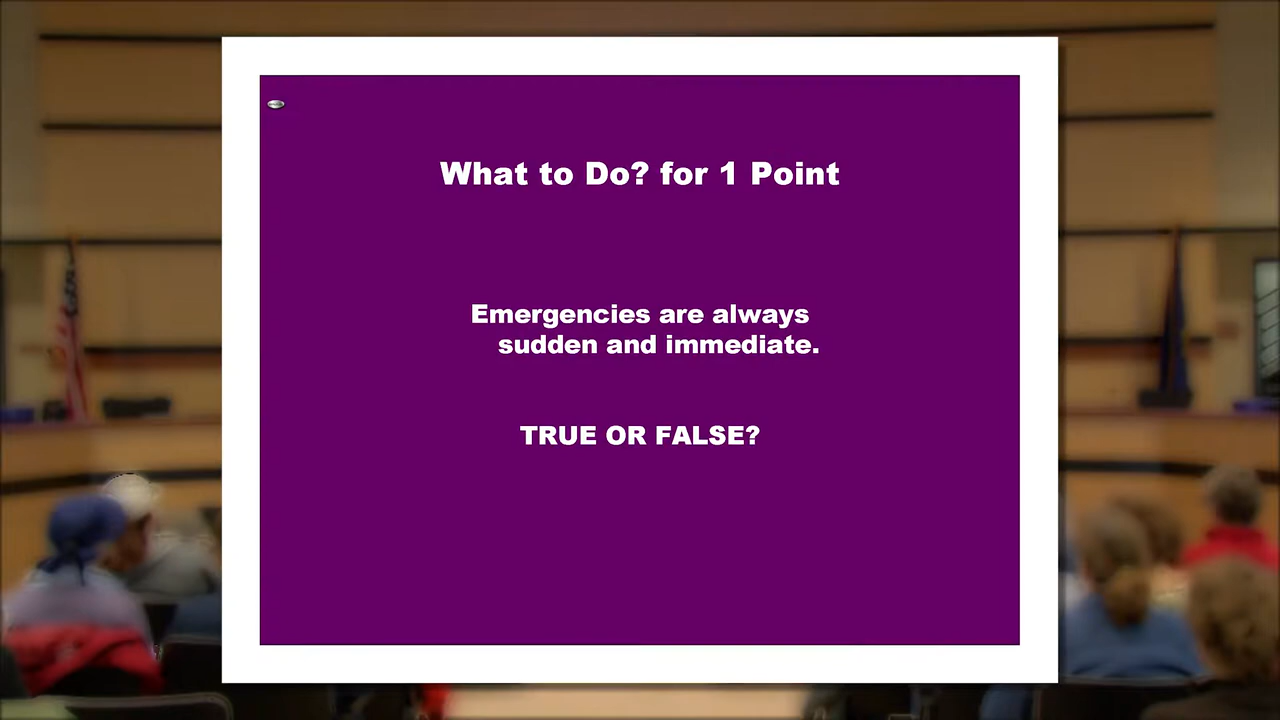 What to Do? for 1 Point
Emergencies are always
sudden and immediate.
TRUE OR FALSE?